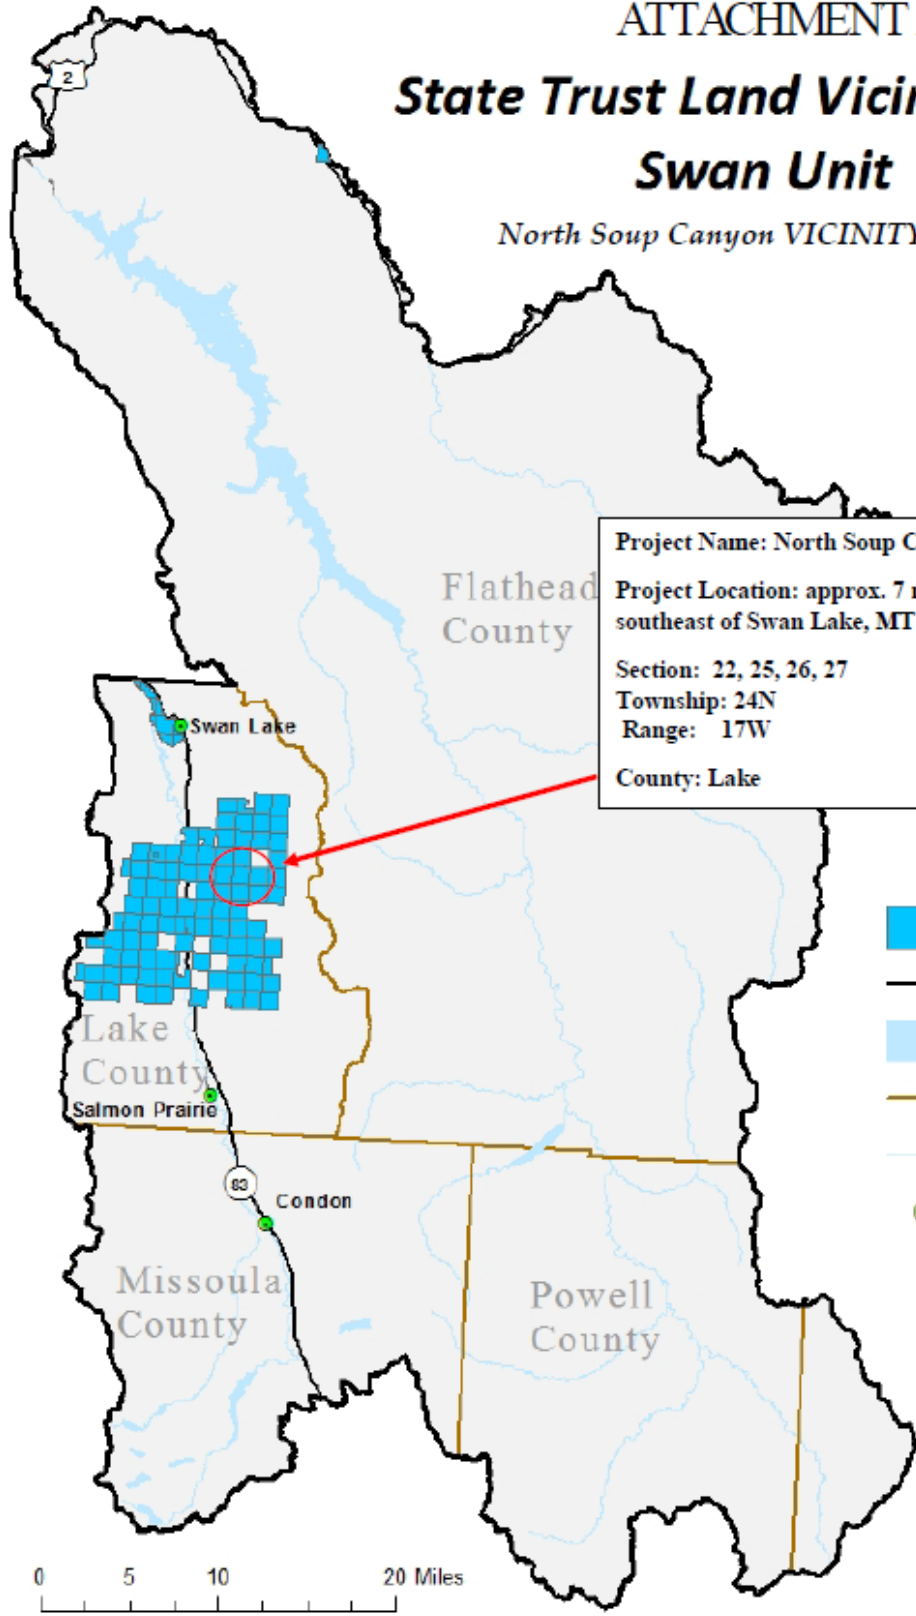 ATTACHMENT
State Trust Land Vicin
Swan Unit
North Soup Canyon VICINITY
2
Project Name: North Soup C
Project Location: approx. 7
southeast of Swan Lake, MT
Section: 22, 25, 26, 27
Township: 24N
Range: 17W
County: Lake
Flathead
County
Swan Lake
Lake
County
Salmon Prairie
83
Condon
Missoula
County
Powell
County
0 5 10 20 Miles